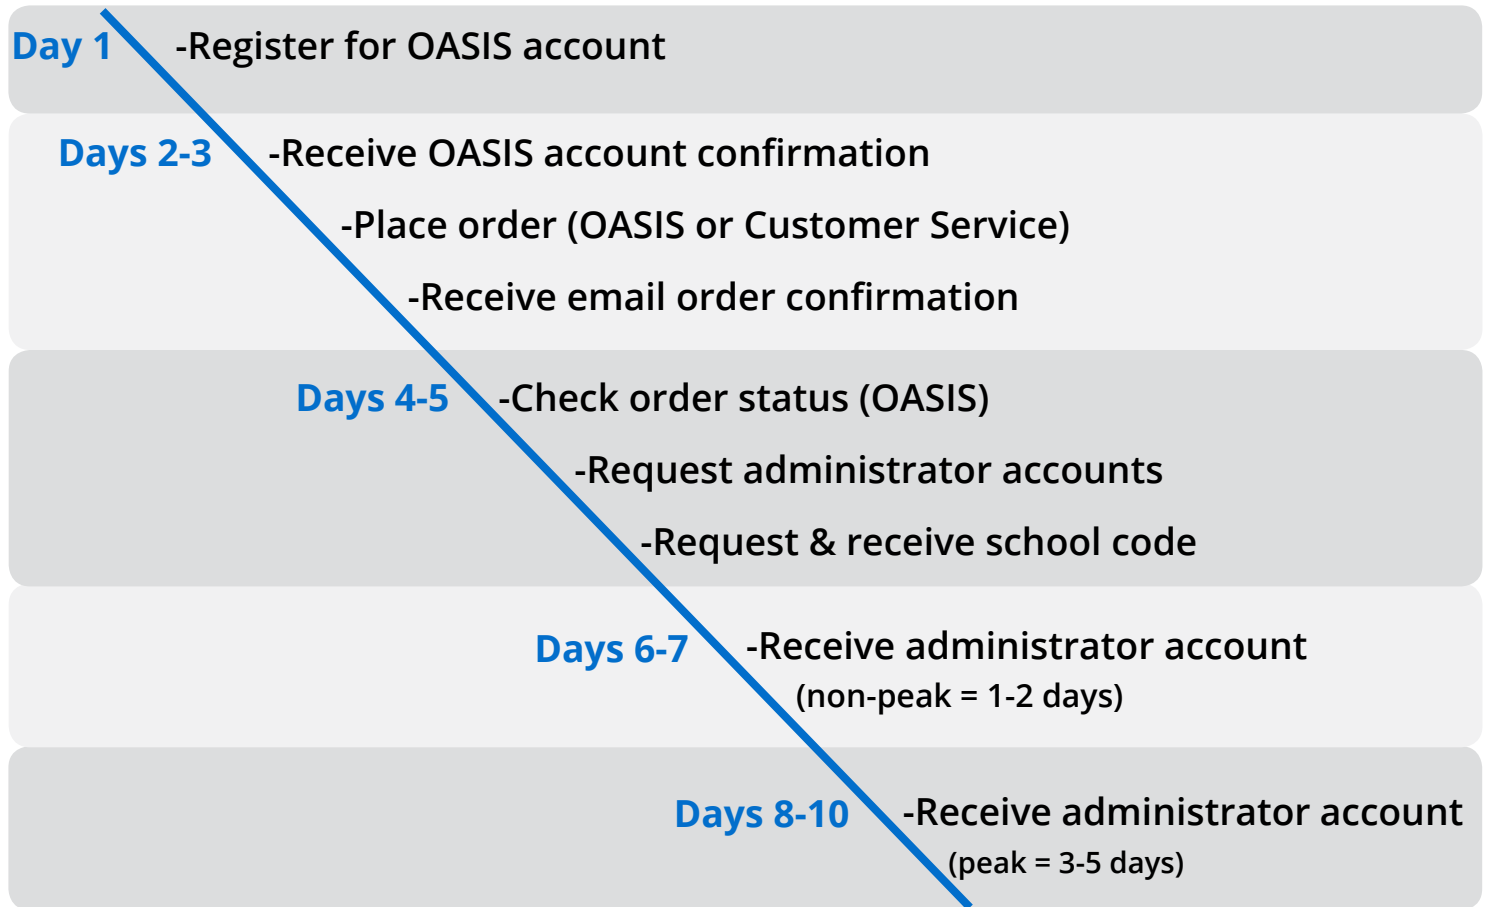 Day 1 -Register for OASIS account
Days 2-3 -Receive OASIS account confirmation
-Place order (OASIS or Customer Service)
-Receive email order confirmation
Days 4-5 -Check order status (OASIS)
-Request administrator accounts
-Request & receive school code
Days 6-7 -Receive administrator account
(non-peak = 1-2 days)
Days 8-10 -Receive administrator account
(peak = 3-5 days)